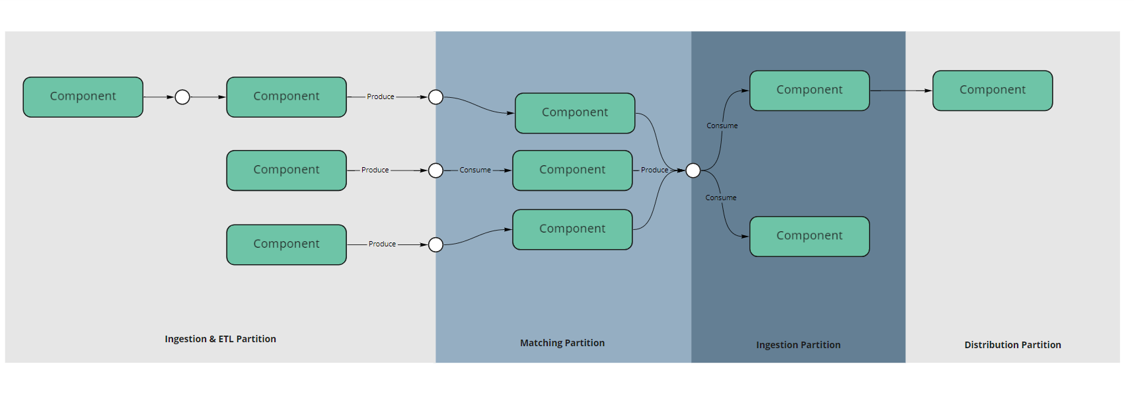 Component
Component
Produce
Component
Component
Component
Consume
Component
Produce
Consume
Component
Produce
Component
Consume
Component
Component
Produce
Component
Ingestion & ETL Partition
Matching Partition
Ingestion Partition
Distribution Partition